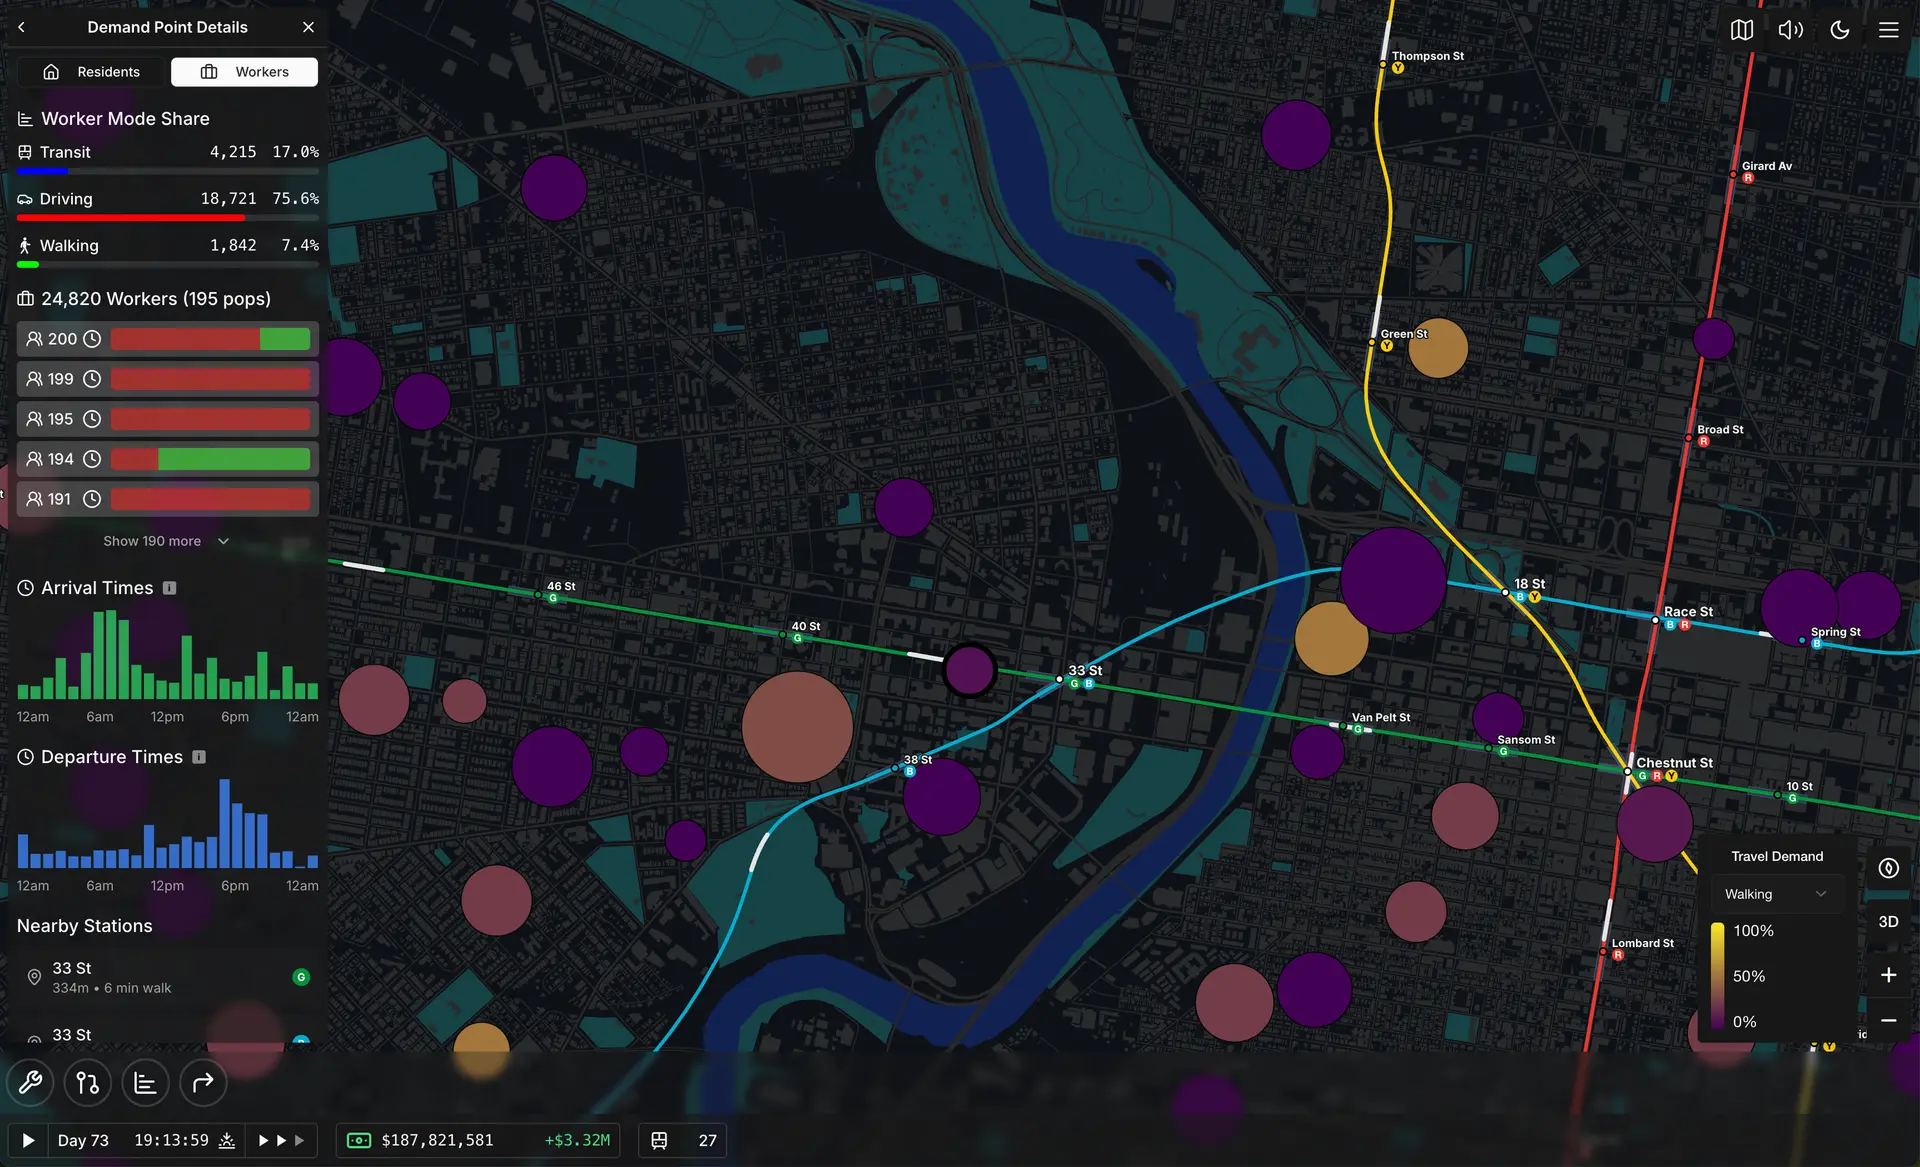 Demand Point Details
Residents
Workers
Worker Mode Share
Transit 4,215 17.0%
Driving 18,721 75.6%
Walking 1,842 7.4%
24,820 Workers (195 pops)
200
199
195
194
191
Show 190 more
Arrival Times
12am 6am 12pm 6pm 12am
Departure Times
12am 6am 12pm 6pm 12am
Nearby Stations
33 St
334m • 6 min walk
G
33 St
Day 73 19:13:59
$187,821,581 +$3.32M
27
Thompson St
Y
Girard Av
R
Green St
Y
Broad St
R
46 St
G
18 St
B Y
Race St
B R
40 St
G
Spring St
B
33 St
G B
Van Pelt St
G
Sansom St
G
38 St
B
Chestnut St
G R Y
10 St
G
Lombard St
R
Y
Travel Demand
Walking
100%
50%
0%
3D